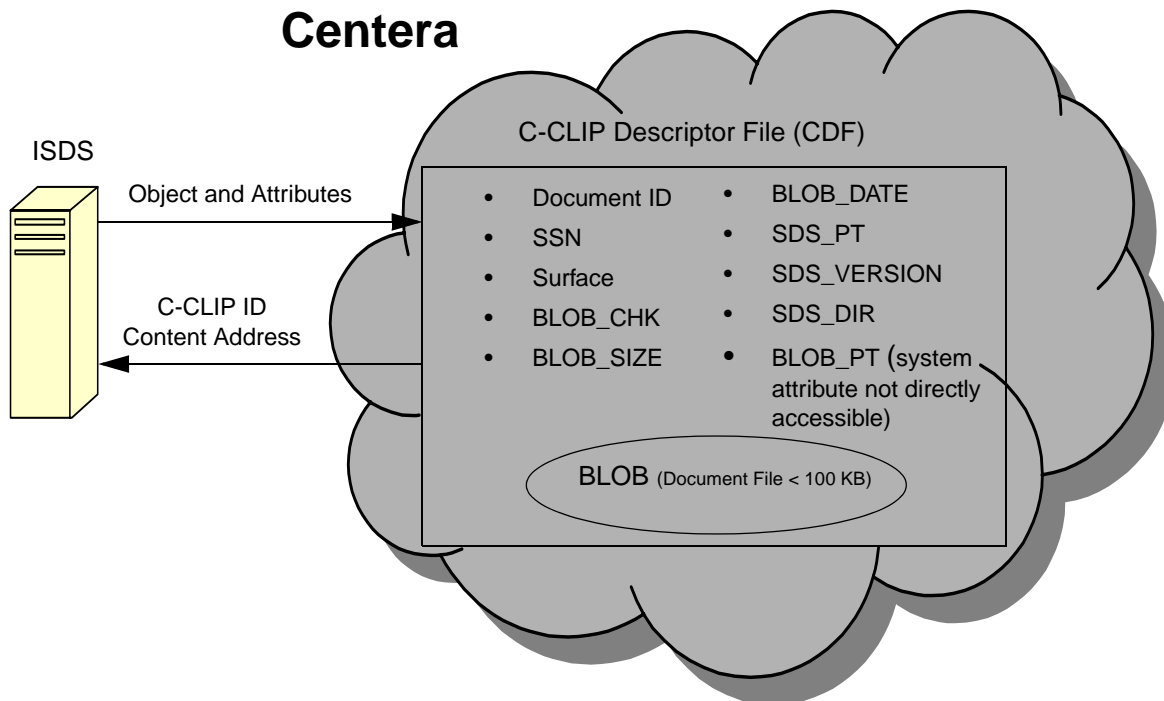 Centera
C-CLIP Descriptor File (CDF)
ISDS
Object and Attributes
C-CLIP ID
Content Address
• Document ID
• SSN
• Surface
• BLOB_CHK
• BLOB_SIZE
• BLOB_DATE
• SDS_PT
• SDS_VERSION
• SDS_DIR
• BLOB_PT (system
attribute not directly
accessible)
BLOB (Document File < 100 KB)